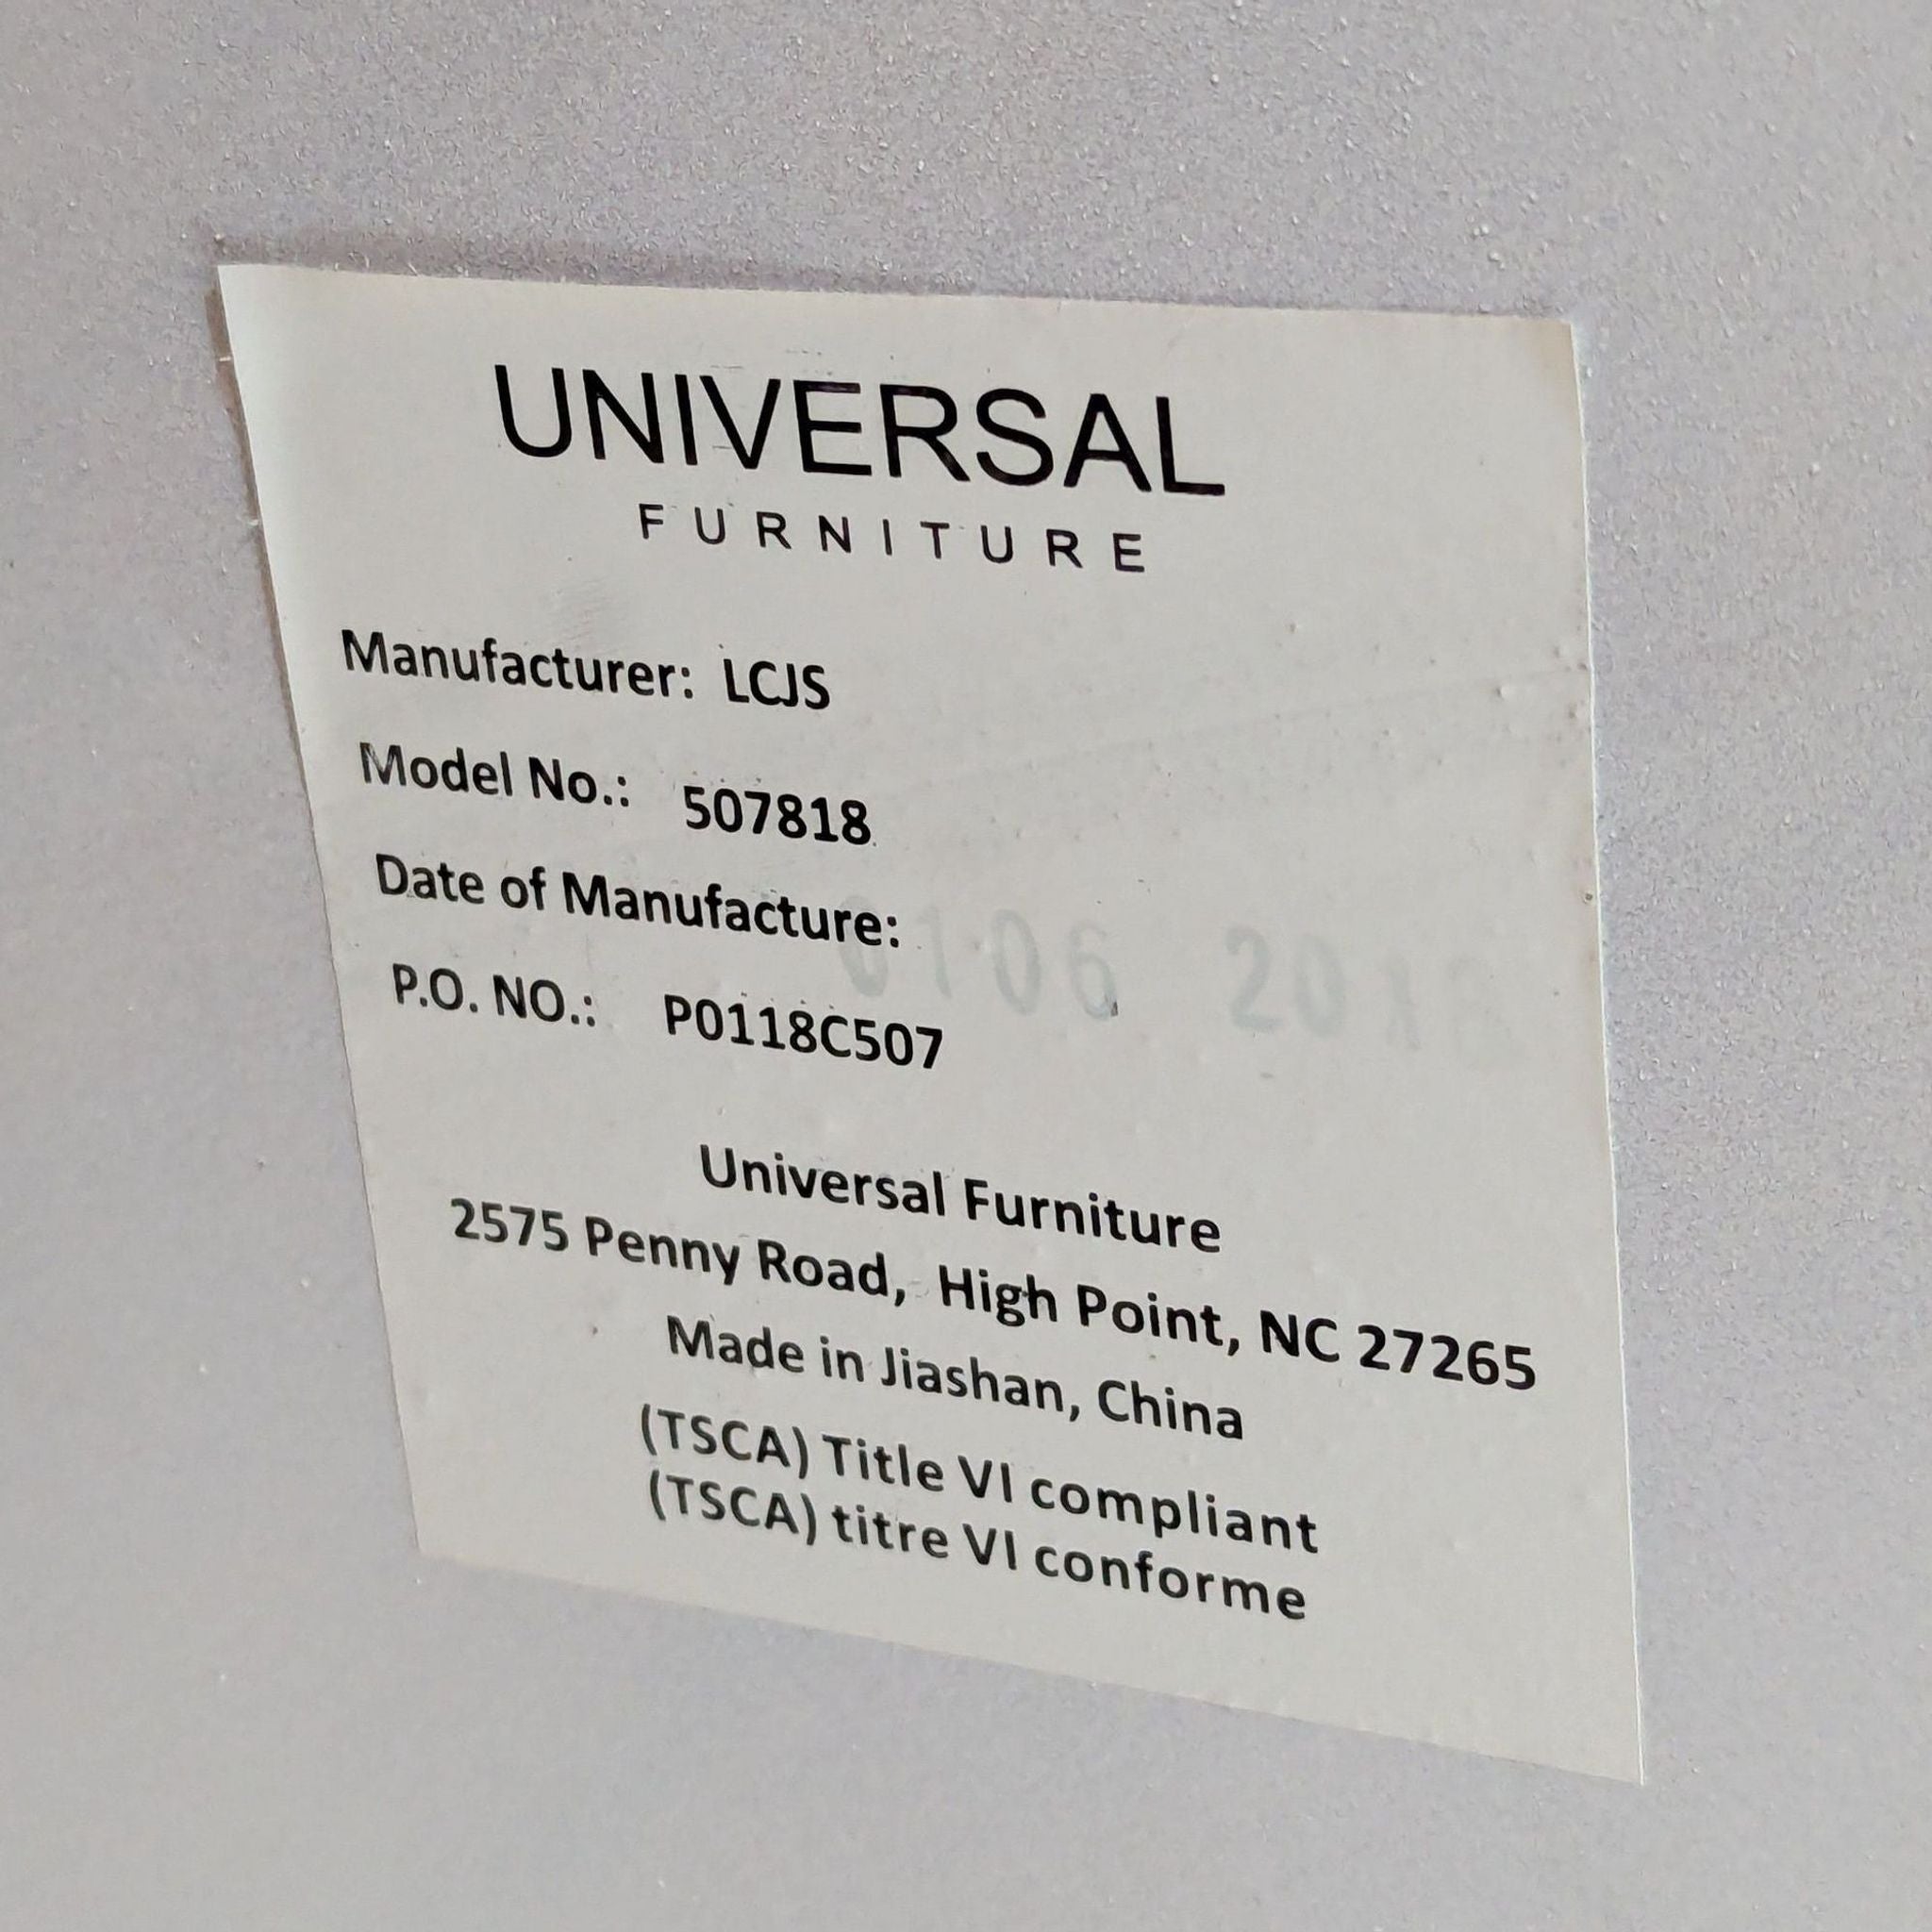 UNIVERSAL
FURNITURE
Manufacturer: LCJS
Model No.: 507818
Date of Manufacture: 0106
P.O. NO.: P0118C507
Universal Furniture
2575 Penny Road, High Point, NC 27265
Made in Jiashan, China
(TSCA) Title VI compliant
(TSCA) titre VI conforme